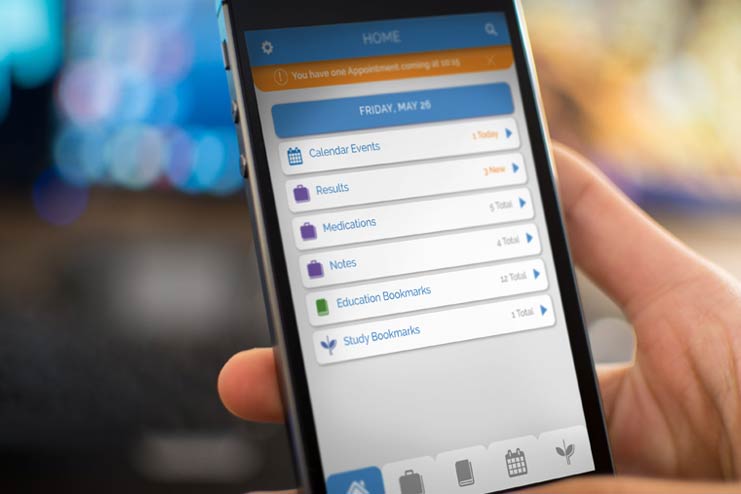 HOME
You have one Appointment coming at 10:15
FRIDAY, MAY 26
Calendar Events 1 Today
Results 3 New
Medications 5 Total
Notes 4 Total
Education Bookmarks 12 Total
Study Bookmarks 1 Total